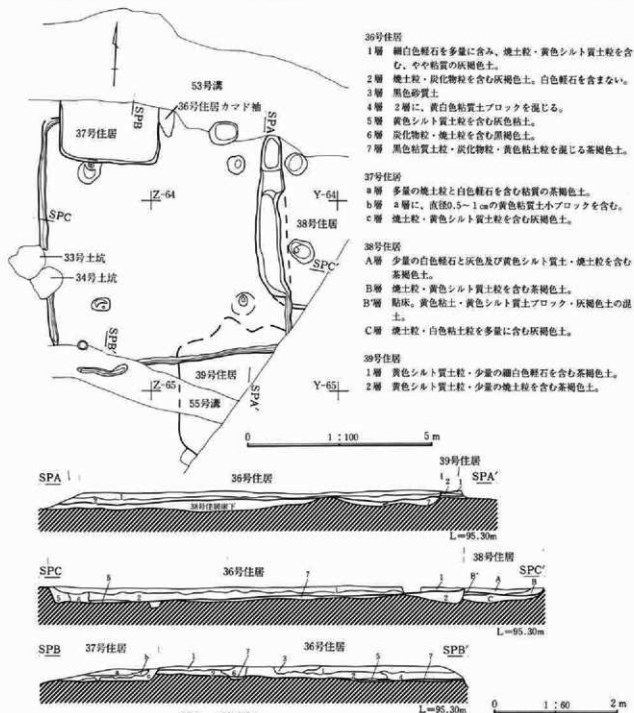 36号住居
1層 細白色軽石を多量に含み、焼土粒・黄色シルト質土粒を含
む、やや粘質の灰褐色土。
2層 焼土粒・炭化物粒を含む灰褐色土。白色軽石を含まない。
3層 黒色砂質土
4層 2層に、黄白色粘質土ブロックを混じる。
5層 黄色シルト質土粒を含む灰色粘土。
6層 炭化物粒・焼土粒を含む黒褐色土。
7層 黒色粘質土粒・炭化物粒・黄色粘土粒を混じる茶褐色土。
37号住居
a層 多量の焼土粒と白色軽石を含む粘質の茶褐色土。
b層 a層に、直径0.5~1㎝の黄色粘質土小ブロックを含む。
c層 焼土粒・黄色シルト質土粒を含む灰褐色土。
38号住居
A層 少量の白色軽石と灰色及び黄色シルト質土・焼土粒を含む
茶褐色土。
B層 焼土粒・黄色シルト質土粒を含む茶褐色土。
B'層 貼床。黄色粘土・黄色シルト質土ブロック・灰褐色土の混
土。
C層 焼土粒・白色粘土粒を多量に含む灰褐色土。
39号住居
1層 黄色シルト質土粒・少量の細白色軽石を含む茶褐色土。
2層 黄色シルト質土粒・少量の焼土粒を含む茶褐色土。
53号溝
36号住居カマド袖
SPB
SPA
37号住居
Z-64
Y-64
SPC
38号住居
SPC'
33号土坑
34号土坑
SPB'
39号住居
Z-65
SPA'
Y-65
55号溝
0 1:100 5m
39号住居
SPA 36号住居 SPA'
L=95.30m
38号住居
SPC 36号住居 SPC'
L=95.30m
SPB 37号住居 36号住居 SPB'
L=95.30m
0 1:60 2m